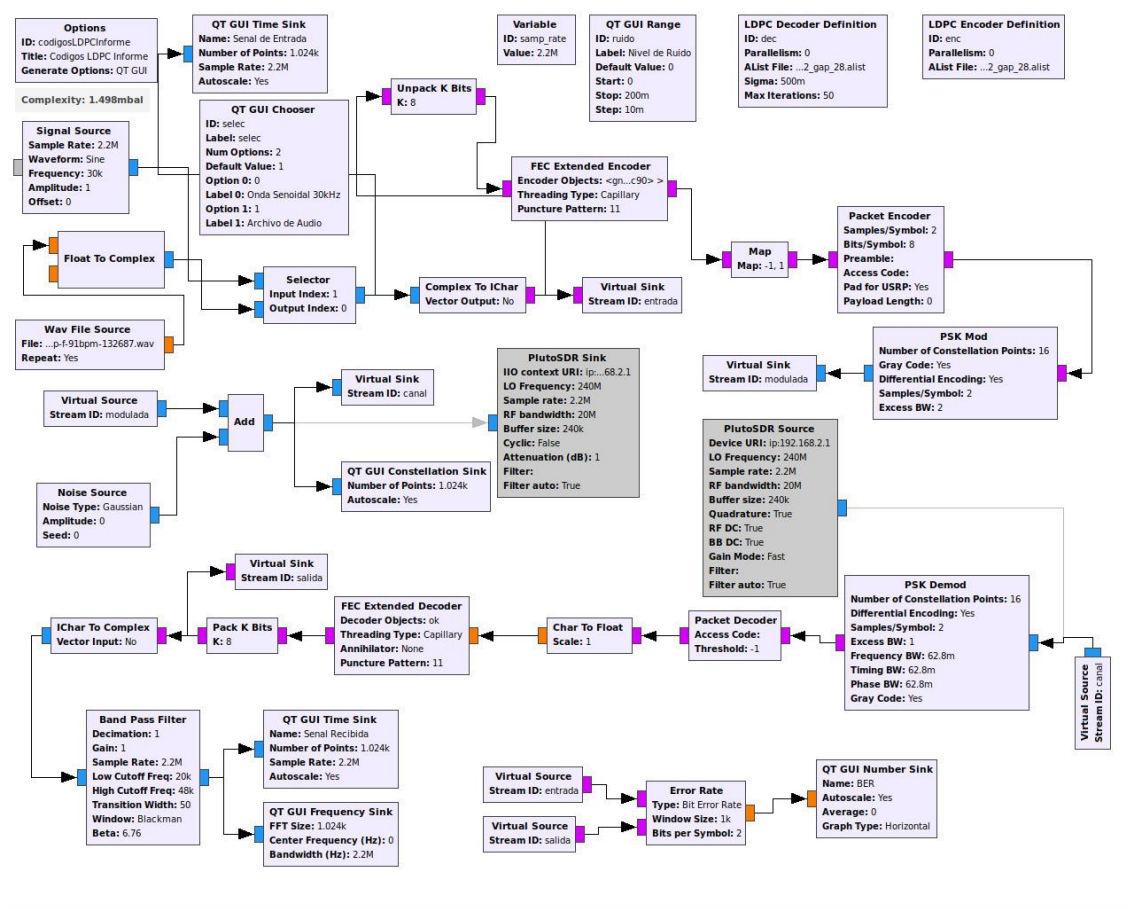 Options
ID: codigosLDPCInforme
Title: Codigos LDPC Informe
Generate Options: QT GUI
Complexity: 1.498mbal
QT GUI Time Sink
Name: Senal de Entrada
Number of Points: 1.024k
Sample Rate: 2.2M
Autoscale: Yes
Variable
ID: samp_rate
Value: 2.2M
QT GUI Range
ID: ruido
Label: Nivel de Ruido
Default Value: 0
Start: 0
Stop: 200m
Step: 10m
LDPC Decoder Definition
ID: dec
Parallelism: 0
AList File: ...2_gap_28.alist
Sigma: 500m
Max Iterations: 50
LDPC Encoder Definition
ID: enc
Parallelism: 0
AList File: ...2_gap_28.alist
Unpack K Bits
K: 8
QT GUI Chooser
ID: selec
Label: selec
Num Options: 2
Default Value: 1
Option 0: 0
Label 0: Onda Senoidal 30kHz
Option 1: 1
Label 1: Archivo de Audio
Signal Source
Sample Rate: 2.2M
Waveform: Sine
Frequency: 30k
Amplitude: 1
Offset: 0
FEC Extended Encoder
Encoder Objects: <gn...c90> >
Threading Type: Capillary
Puncture Pattern: 11
Packet Encoder
Samples/Symbol: 2
Bits/Symbol: 8
Preamble:
Access Code:
Pad for USRP: Yes
Payload Length: 0
Map
Map: -1, 1
Float To Complex
Selector
Input Index: 1
Output Index: 0
Complex To IChar
Vector Output: No
Virtual Sink
Stream ID: entrada
Wav File Source
File: ...p-f-91bpm-132687.wav
Repeat: Yes
PSK Mod
Number of Constellation Points: 16
Gray Code: Yes
Differential Encoding: Yes
Samples/Symbol: 2
Excess BW: 2
Virtual Sink
Stream ID: modulada
PlutoSDR Sink
IIO context URI: ip:...68.2.1
LO Frequency: 240M
Sample rate: 2.2M
RF bandwidth: 20M
Buffer size: 240k
Cyclic: False
Attenuation (dB): 1
Filter:
Filter auto: True
Virtual Sink
Stream ID: canal
Virtual Source
Stream ID: modulada
Add
QT GUI Constellation Sink
Number of Points: 1.024k
Autoscale: Yes
Noise Source
Noise Type: Gaussian
Amplitude: 0
Seed: 0
PlutoSDR Source
Device URI: ip:192.168.2.1
LO Frequency: 240M
Sample rate: 2.2M
RF bandwidth: 20M
Buffer size: 240k
Quadrature: True
RF DC: True
BB DC: True
Gain Mode: Fast
Filter:
Filter auto: True
Virtual Sink
Stream ID: salida
IChar To Complex
Vector Input: No
Pack K Bits
K: 8
FEC Extended Decoder
Decoder Objects: ok
Threading Type: Capillary
Annihilator: None
Puncture Pattern: 11
Char To Float
Scale: 1
Packet Decoder
Access Code:
Threshold: -1
PSK Demod
Number of Constellation Points: 16
Differential Encoding: Yes
Samples/Symbol: 2
Excess BW: 1
Frequency BW: 62.8m
Timing BW: 62.8m
Phase BW: 62.8m
Gray Code: Yes
Virtual Source
Stream ID: canal
Band Pass Filter
Decimation: 1
Gain: 1
Sample Rate: 2.2M
Low Cutoff Freq: 20k
High Cutoff Freq: 48k
Transition Width: 50
Window: Blackman
Beta: 6.76
QT GUI Time Sink
Name: Senal Recibida
Number of Points: 1.024k
Sample Rate: 2.2M
Autoscale: Yes
QT GUI Frequency Sink
FFT Size: 1.024k
Center Frequency (Hz): 0
Bandwidth (Hz): 2.2M
Virtual Source
Stream ID: entrada
Virtual Source
Stream ID: salida
Error Rate
Type: Bit Error Rate
Window Size: 1k
Bits per Symbol: 2
QT GUI Number Sink
Name: BER
Autoscale: Yes
Average: 0
Graph Type: Horizontal